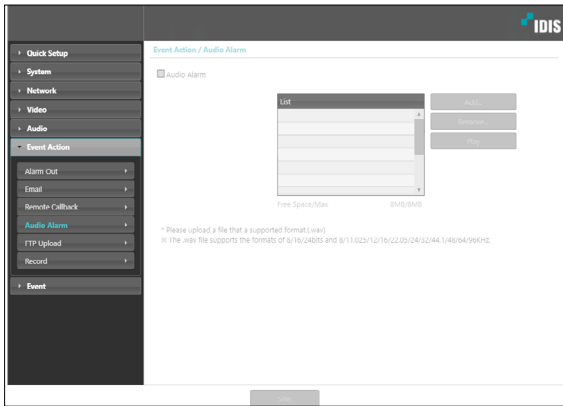 IDIS
Quick Setup
System
Network
Video
Audio
Event Action
Alarm Out
Email
Remote Callback
Audio Alarm
FTP Upload
Record
Event
Event Action / Audio Alarm
Audio Alarm
List
Add...
Remove
Play
Free Space/Max 8MB/8MB
* Please upload a file that a supported format.(.wav)
※ The .wav file supports the formats of 8/16/24bits and 8/11.025/12/16/22.05/24/32/44.1/48/64/96KHz.
Save